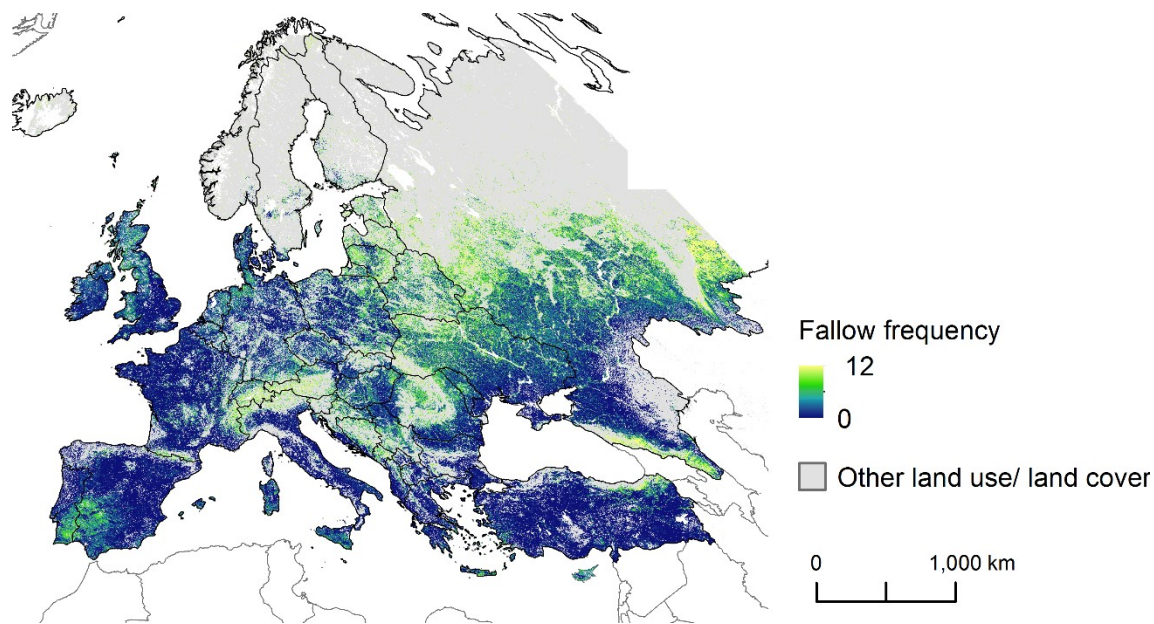 Fallow frequency
12
0
Other land use/ land cover
0 1,000 km